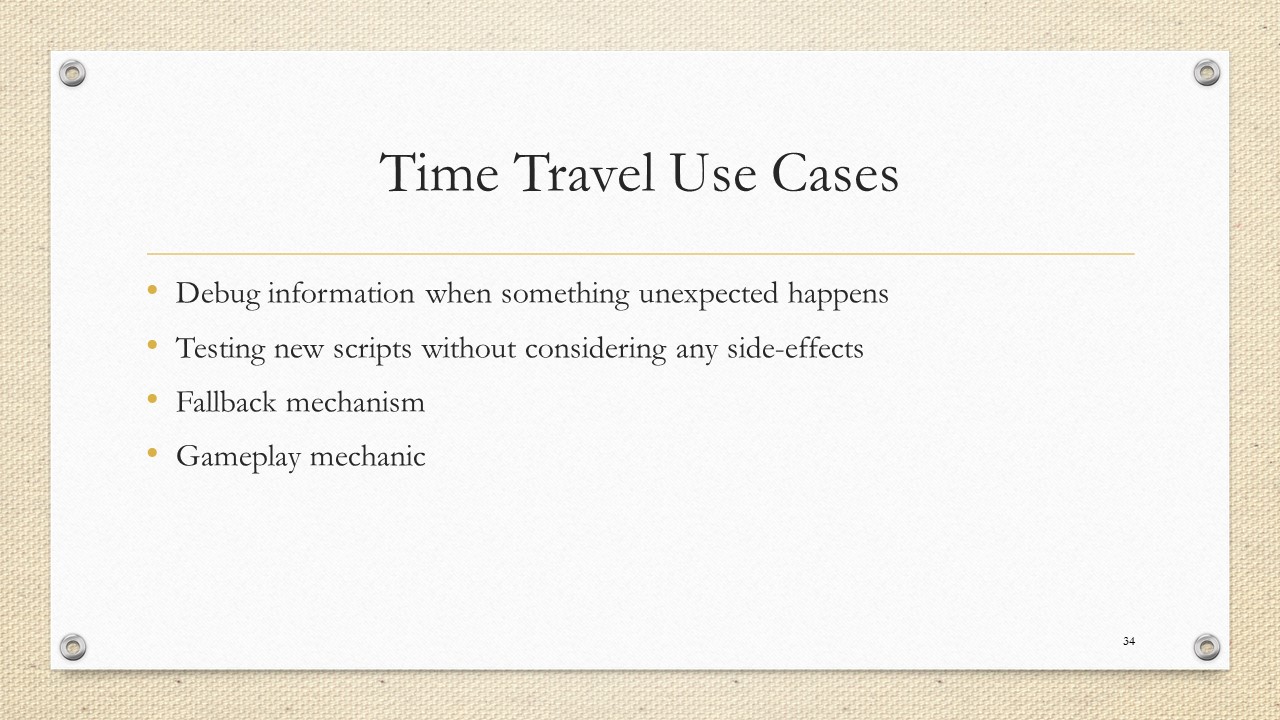 Time Travel Use Cases
• Debug information when something unexpected happens
• Testing new scripts without considering any side-effects
• Fallback mechanism
• Gameplay mechanic
34